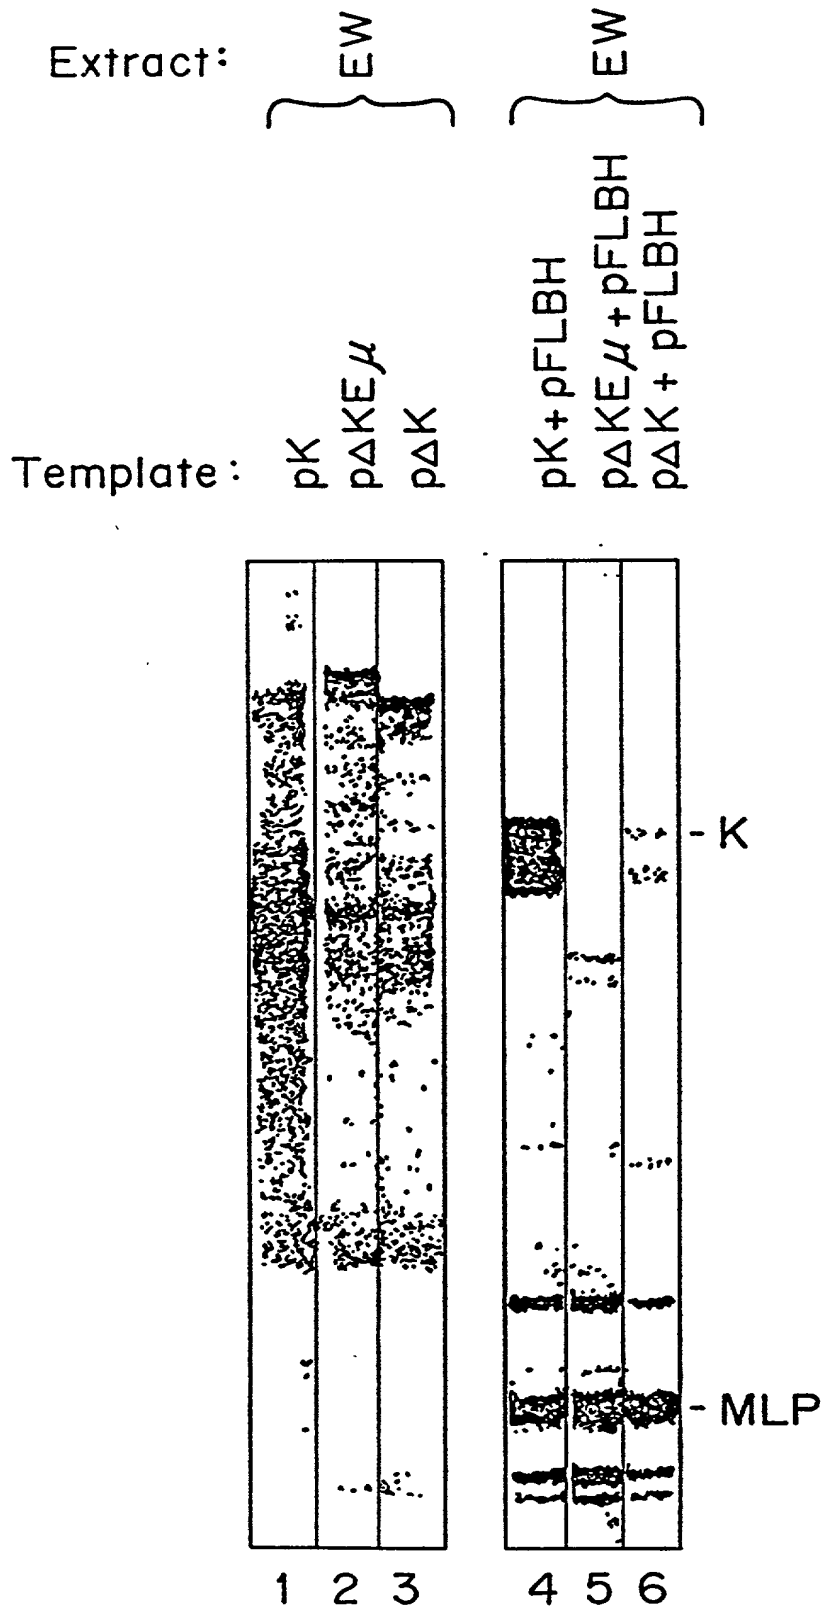 Extract: EW EW
Template: pK pΔKEμ pΔK pK+pFLBH pΔKEμ+pFLBH pΔK + pFLBH
- K
- MLP
1 2 3 4 5 6